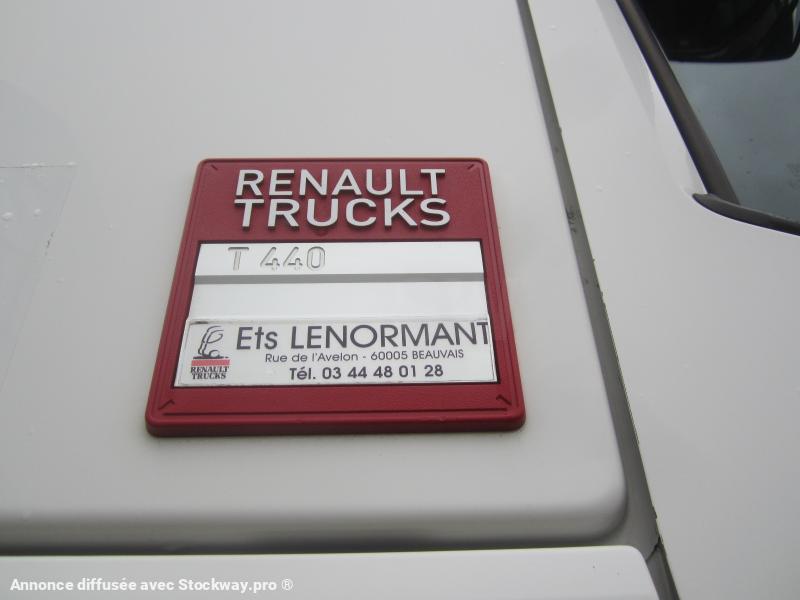 RENAULT
TRUCKS
T 440
Ets LENORMANT
Rue de l'Avelon - 60005 BEAUVAIS
Tél. 03 44 48 01 28
RENAULT
TRUCKS
Annonce diffusée avec Stockway.pro ®